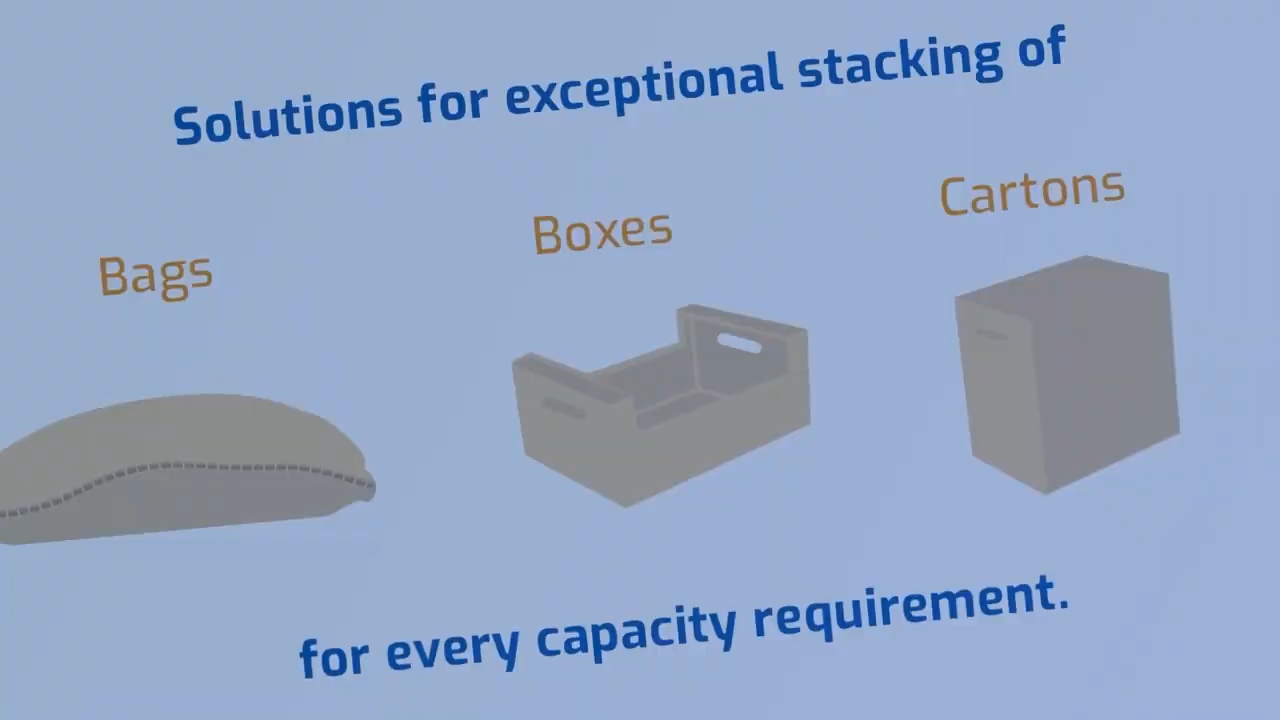 Solutions for exceptional stacking of
Bags
Boxes
Cartons
for every capacity requirement.